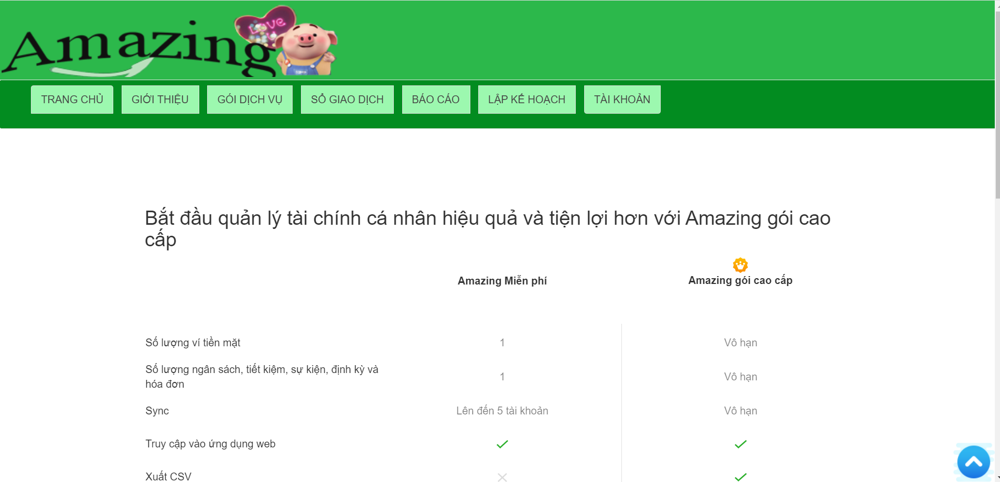 Amazing
Love
TRANG CHỦ GIỚI THIỆU GÓI DỊCH VỤ SỔ GIAO DỊCH BÁO CÁO LẬP KẾ HOẠCH TÀI KHOẢN
Bắt đầu quản lý tài chính cá nhân hiệu quả và tiện lợi hơn với Amazing gói cao
cấp
Amazing Miễn phí Amazing gói cao cấp
Số lượng ví tiền mặt 1 Vô hạn
Số lượng ngân sách, tiết kiệm, sự kiện, định kỳ và
hóa đơn 1 Vô hạn
Sync Lên đến 5 tài khoản Vô hạn
Truy cập vào ứng dụng web
Xuất CSV